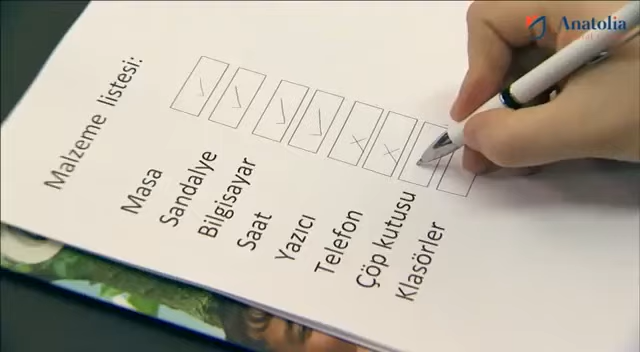 Anatolia
Malzeme listesi:
Masa
Sandalye
Bilgisayar
Saat
Yazıcı
Telefon
Çöp kutusu
Klasörler